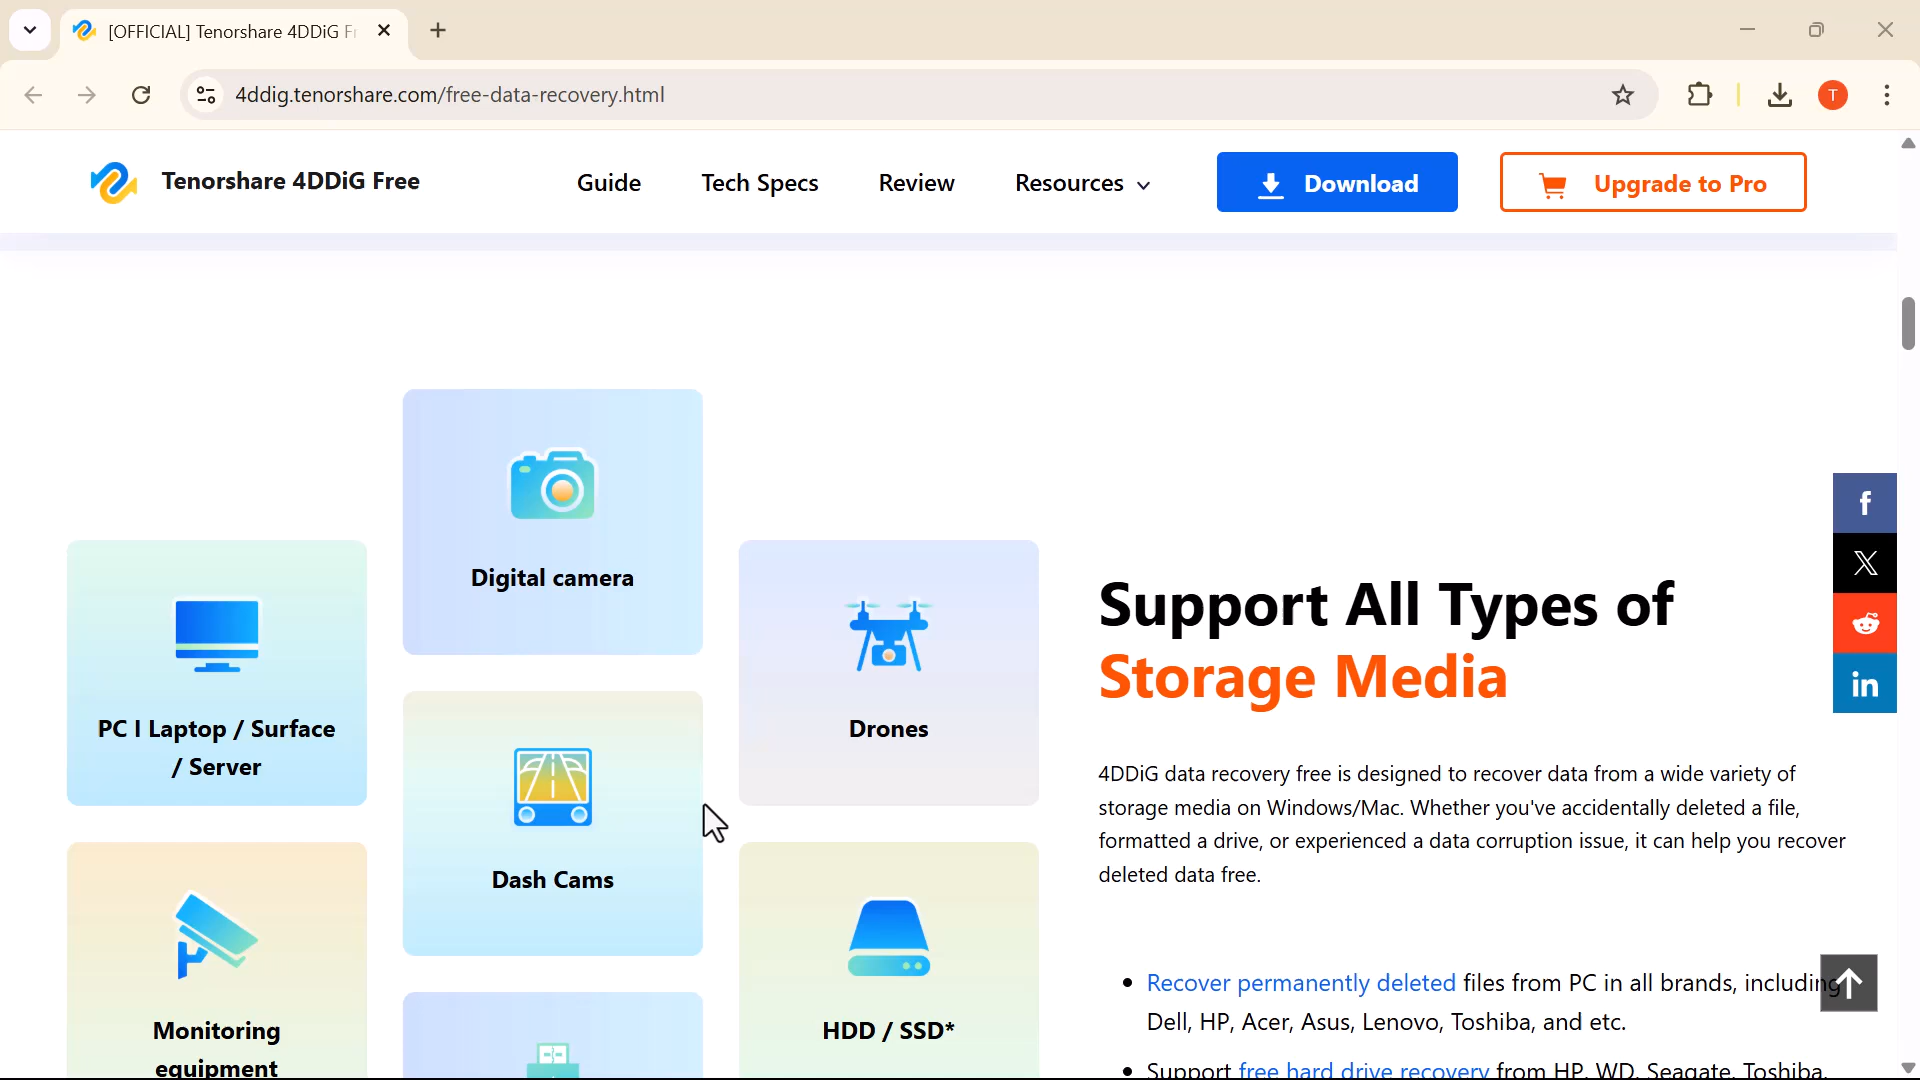 [OFFICIAL] Tenorshare 4DDiG Fr
4ddig.tenorshare.com/free-data-recovery.html
T
Tenorshare 4DDiG Free
Guide
Tech Specs
Review
Resources
Download
Upgrade to Pro
Digital camera
PC I Laptop / Surface
/ Server
Drones
Dash Cams
Monitoring
equipment
HDD / SSD*
Support All Types of
Storage Media
4DDiG data recovery free is designed to recover data from a wide variety of
storage media on Windows/Mac. Whether you've accidentally deleted a file,
formatted a drive, or experienced a data corruption issue, it can help you recover
deleted data free.
• Recover permanently deleted files from PC in all brands, including
Dell, HP, Acer, Asus, Lenovo, Toshiba, and etc.
• Support free hard drive recovery from HP, WD, Seagate, Toshiba,
f
X
in